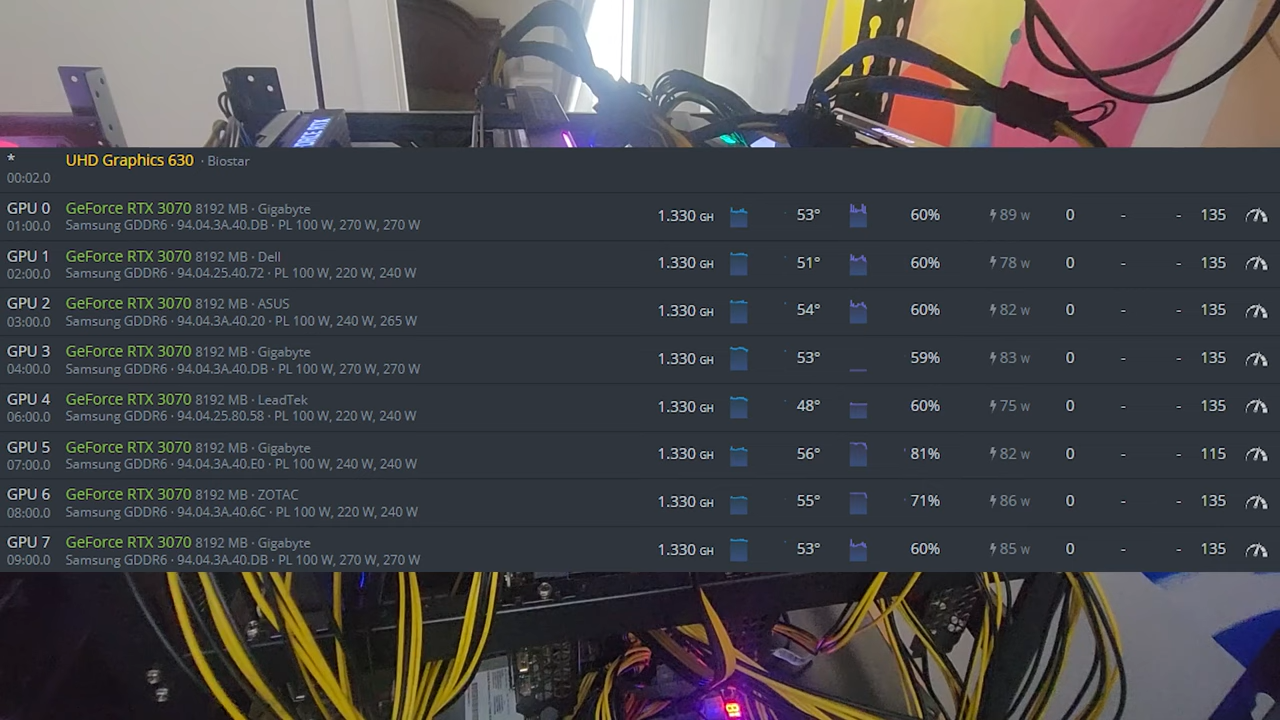 FORCE RTX
* UHD Graphics 630 · Biostar
00:02.0
GPU 0 GeForce RTX 3070 8192 MB · Gigabyte 1.330 GH 53° 60% 89 W 0 - - 135
01:00.0 Samsung GDDR6 · 94.04.3A.40.DB · PL 100 W, 270 W, 270 W
GPU 1 GeForce RTX 3070 8192 MB · Dell 1.330 GH 51° 60% 78 W 0 - - 135
02:00.0 Samsung GDDR6 · 94.04.25.40.72 · PL 100 W, 220 W, 240 W
GPU 2 GeForce RTX 3070 8192 MB · ASUS 1.330 GH 54° 60% 82 W 0 - - 135
03:00.0 Samsung GDDR6 · 94.04.3A.40.20 · PL 100 W, 240 W, 265 W
GPU 3 GeForce RTX 3070 8192 MB · Gigabyte 1.330 GH 53° 59% 83 W 0 - - 135
04:00.0 Samsung GDDR6 · 94.04.3A.40.DB · PL 100 W, 270 W, 270 W
GPU 4 GeForce RTX 3070 8192 MB · LeadTek 1.330 GH 48° 60% 75 W 0 - - 135
06:00.0 Samsung GDDR6 · 94.04.25.80.58 · PL 100 W, 220 W, 240 W
GPU 5 GeForce RTX 3070 8192 MB · Gigabyte 1.330 GH 56° 81% 82 W 0 - - 115
07:00.0 Samsung GDDR6 · 94.04.3A.40.E0 · PL 100 W, 240 W, 240 W
GPU 6 GeForce RTX 3070 8192 MB · ZOTAC 1.330 GH 55° 71% 86 W 0 - - 135
08:00.0 Samsung GDDR6 · 94.04.3A.40.6C · PL 100 W, 220 W, 240 W
GPU 7 GeForce RTX 3070 8192 MB · Gigabyte 1.330 GH 53° 60% 85 W 0 - - 135
09:00.0 Samsung GDDR6 · 94.04.3A.40.DB · PL 100 W, 270 W, 270 W